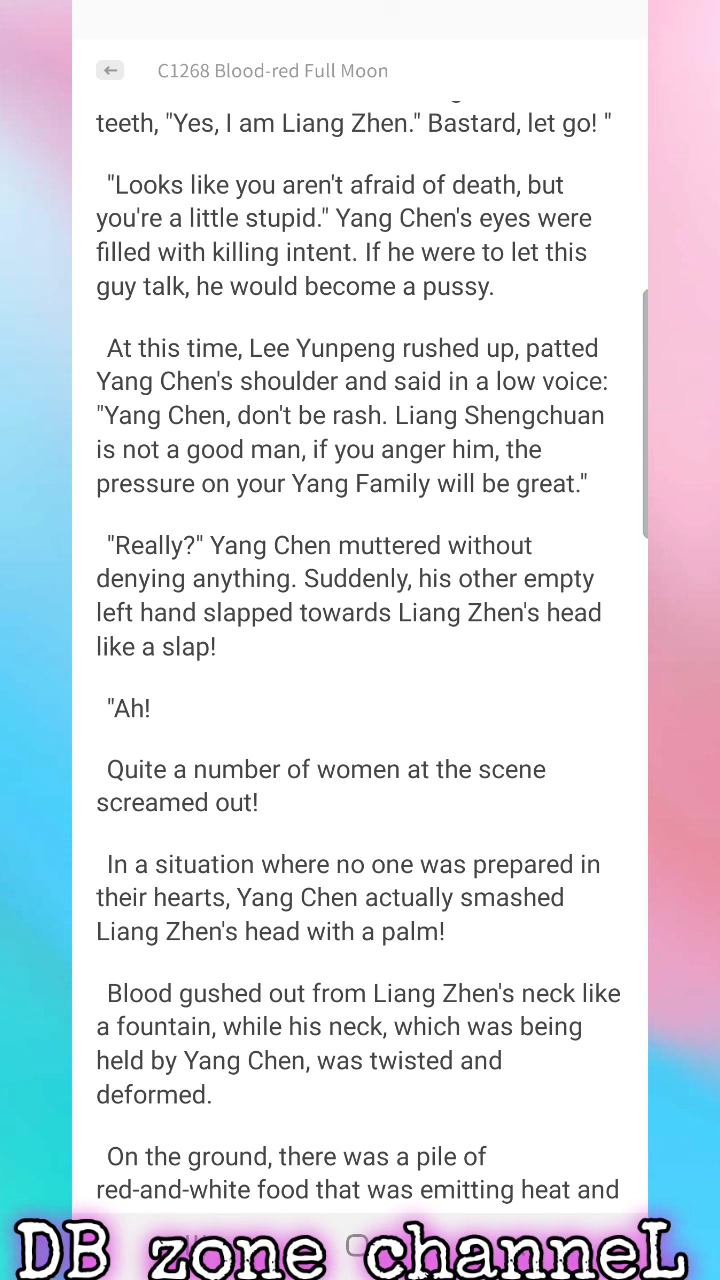 C1268 Blood-red Full Moon
teeth, "Yes, I am Liang Zhen." Bastard, let go! "
"Looks like you aren't afraid of death, but
you're a little stupid." Yang Chen's eyes were
filled with killing intent. If he were to let this
guy talk, he would become a pussy.
At this time, Lee Yunpeng rushed up, patted
Yang Chen's shoulder and said in a low voice:
"Yang Chen, don't be rash. Liang Shengchuan
is not a good man, if you anger him, the
pressure on your Yang Family will be great."
"Really?" Yang Chen muttered without
denying anything. Suddenly, his other empty
left hand slapped towards Liang Zhen's head
like a slap!
"Ah!
Quite a number of women at the scene
screamed out!
In a situation where no one was prepared in
their hearts, Yang Chen actually smashed
Liang Zhen's head with a palm!
Blood gushed out from Liang Zhen's neck like
a fountain, while his neck, which was being
held by Yang Chen, was twisted and
deformed.
On the ground, there was a pile of
red-and-white food that was emitting heat and
DB zone channeL